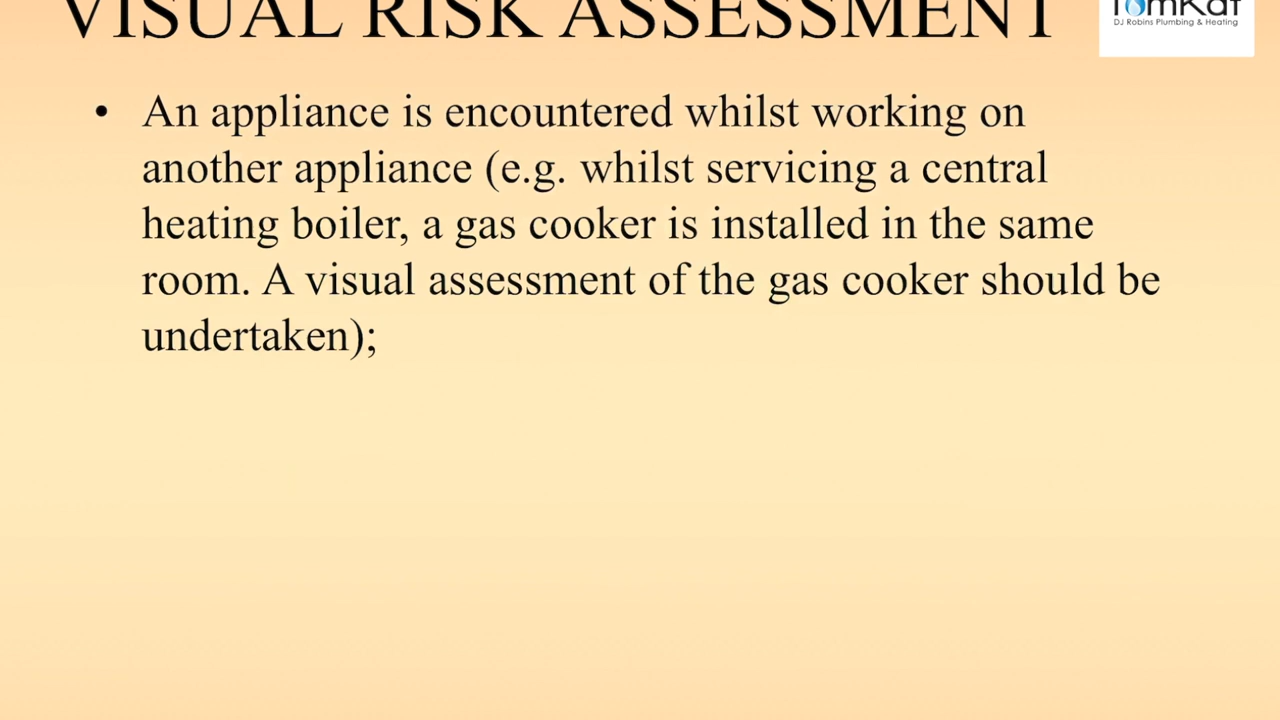 VISUAL RISK ASSESSMENT
TomKat
DJ Robins Plumbing & Heating
• An appliance is encountered whilst working on
another appliance (e.g. whilst servicing a central
heating boiler, a gas cooker is installed in the same
room. A visual assessment of the gas cooker should be
undertaken);